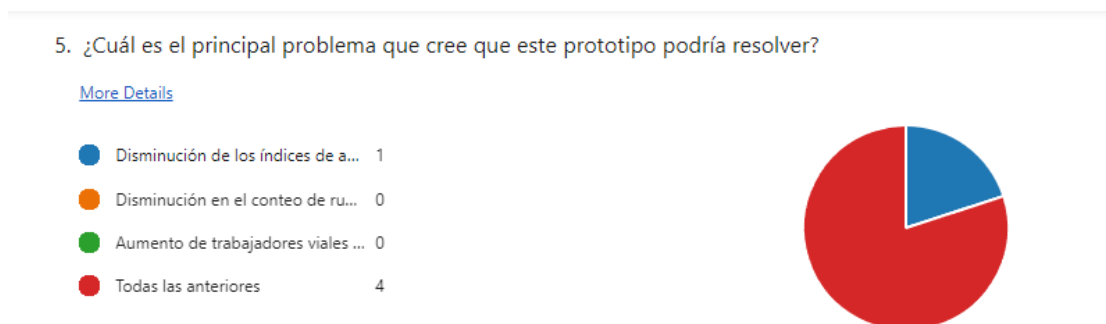 5. ¿Cuál es el principal problema que cree que este prototipo podría resolver?
More Details
Disminución de los índices de a... 1
Disminución en el conteo de ru... 0
Aumento de trabajadores viales ... 0
Todas las anteriores 4